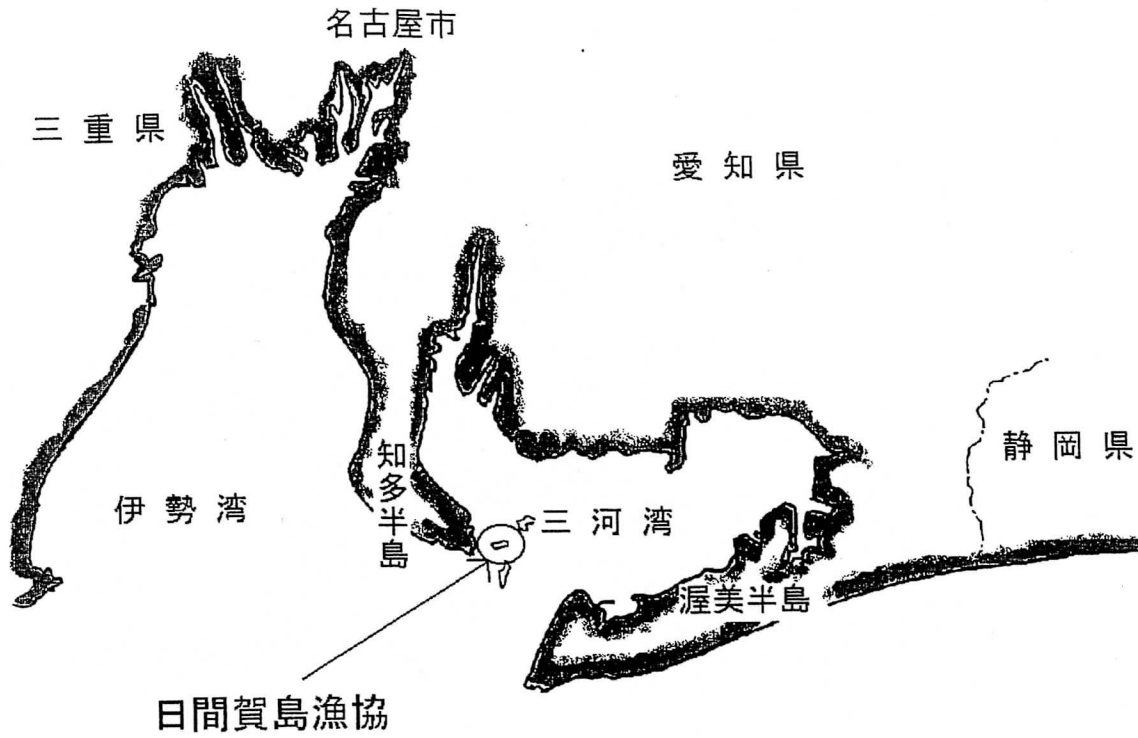 名古屋市
三重県
愛知県
静岡県
知多半島
伊勢湾
三河湾
渥美半島
日間賀島漁協